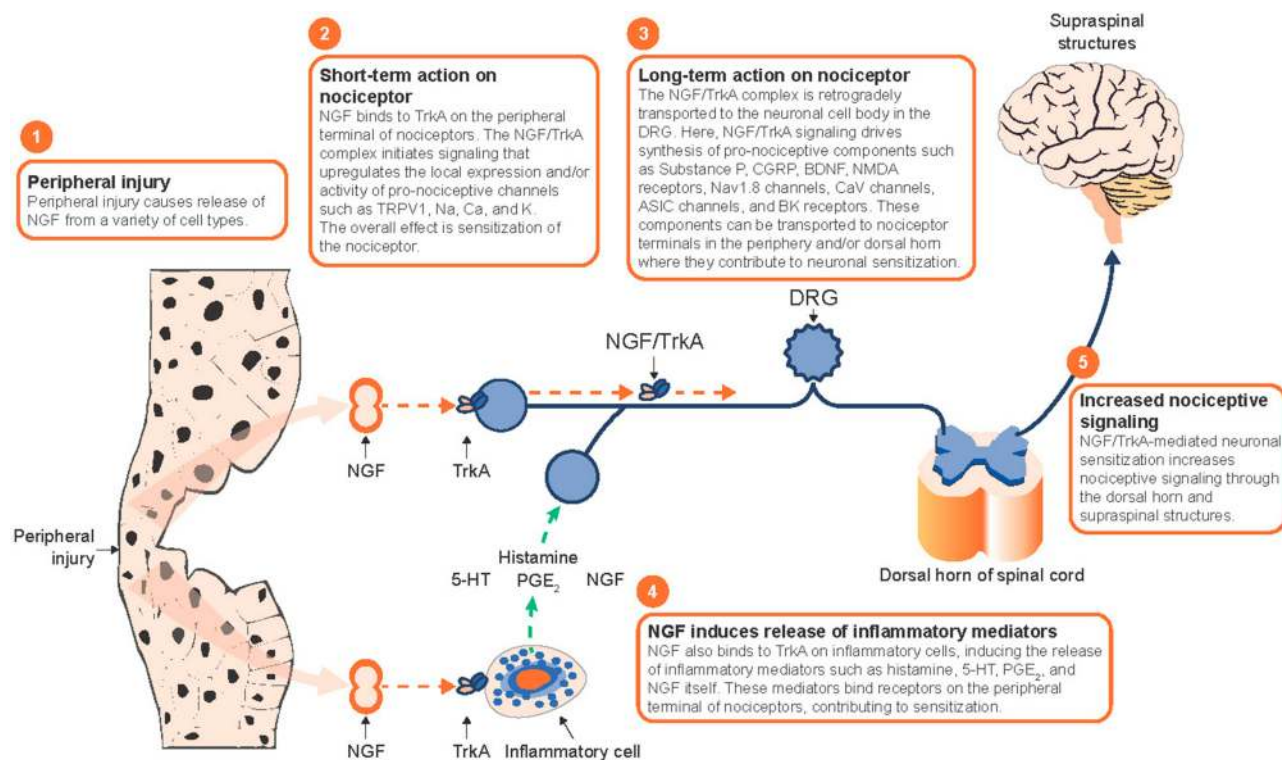 1
Peripheral injury
Peripheral injury causes release of
NGF from a variety of cell types.
2
Short-term action on
nociceptor
NGF binds to TrkA on the peripheral
terminal of nociceptors. The NGF/TrkA
complex initiates signaling that
upregulates the local expression and/or
activity of pro-nociceptive channels
such as TRPV1, Na, Ca, and K.
The overall effect is sensitization of
the nociceptor.
3
Long-term action on nociceptor
The NGF/TrkA complex is retrogradely
transported to the neuronal cell body in the
DRG. Here, NGF/TrkA signaling drives
synthesis of pro-nociceptive components such
as Substance P, CGRP, BDNF, NMDA
receptors, Nav1.8 channels, CaV channels,
ASIC channels, and BK receptors. These
components can be transported to nociceptor
terminals in the periphery and/or dorsal horn
where they contribute to neuronal sensitization.
Supraspinal
structures
DRG
NGF/TrkA
NGF
TrkA
5
Increased nociceptive
signaling
NGF/TrkA-mediated neuronal
sensitization increases
nociceptive signaling through
the dorsal horn and
supraspinal structures.
Dorsal horn of spinal cord
Peripheral
injury
Histamine
5-HT PGE₂ NGF
4
NGF induces release of inflammatory mediators
NGF also binds to TrkA on inflammatory cells, inducing the release
of inflammatory mediators such as histamine, 5-HT, PGE₂, and
NGF itself. These mediators bind receptors on the peripheral
terminal of nociceptors, contributing to sensitization.
NGF
TrkA
Inflammatory cell